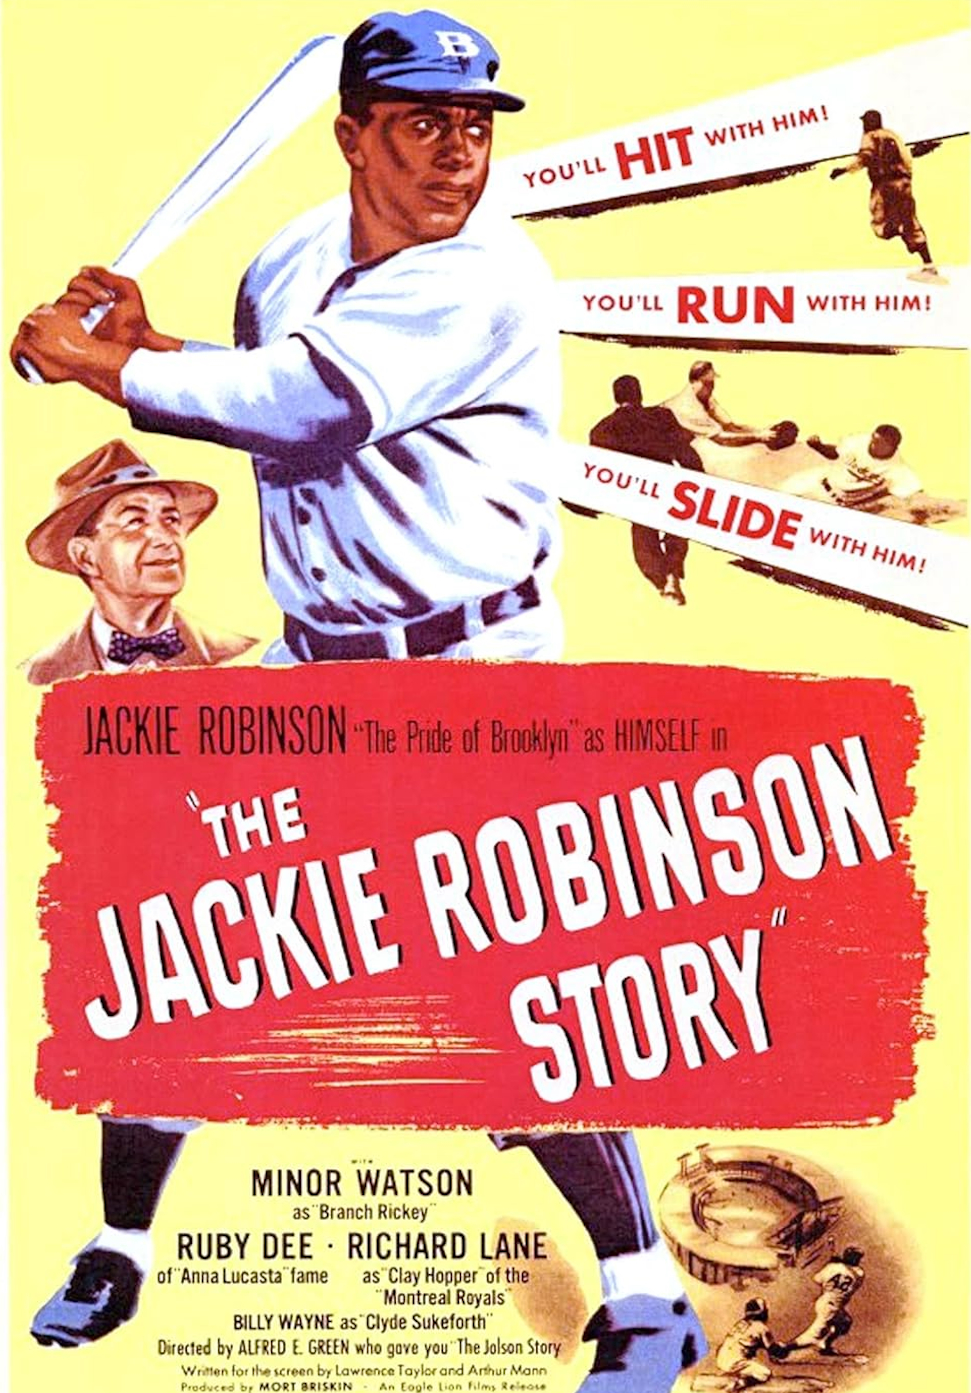 B
YOU'LL HIT WITH HIM!
YOU'LL RUN WITH HIM!
YOU'LL SLIDE WITH HIM!
JACKIE ROBINSON "The Pride of Brooklyn" as HIMSELF in
"THE
JACKIE ROBINSON
STORY"
WITH
MINOR WATSON
as "Branch Rickey"
RUBY DEE · RICHARD LANE
of "Anna Lucasta" fame as "Clay Hopper" of the
"Montreal Royals"
BILLY WAYNE as "Clyde Sukeforth"
Directed by ALFRED E. GREEN who gave you "The Jolson Story
Written for the screen by Lawrence Taylor and Arthur Mann
Produced by MORT BRISKIN - An Eagle Lion Films Release
42